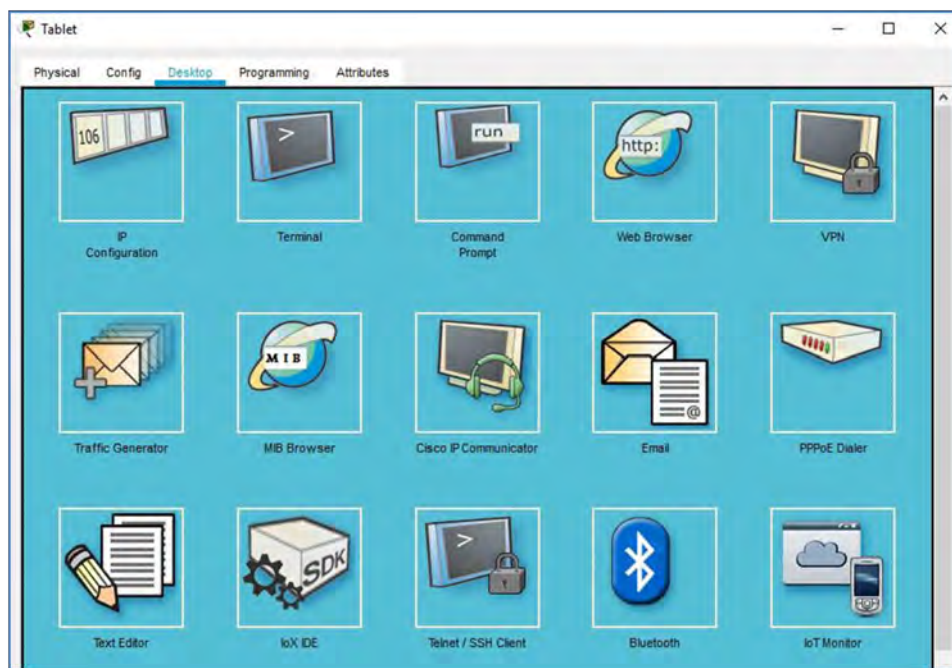 Tablet
Physical Config Desktop Programming Attributes
106
>
run
http:
IP
Configuration
Terminal
Command
Prompt
Web Browser
VPN
MIB
@
Traffic Generator
MIB Browser
Cisco IP Communicator
Email
PPPoE Dialer
SDK
>
Text Editor
IoX IDE
Telnet / SSH Client
Bluetooth
IoT Monitor